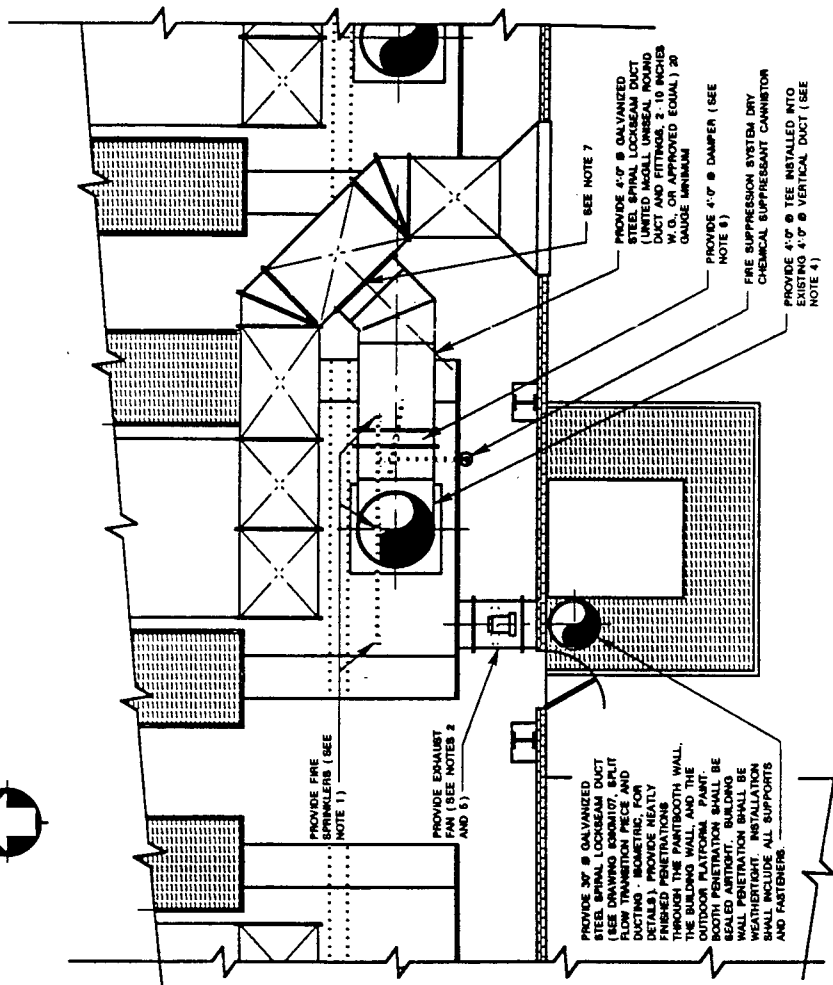 PROVIDE FIRE
SPRINKLERS (SEE
NOTE 1)
PROVIDE EXHAUST
FAN (SEE NOTES 2
AND 5)
PROVIDE 30" Ø GALVANIZED
STEEL SPIRAL LOCKSEAM DUCT
(SEE DRAWING 8390M107, SPLIT
FLOW TRANSITION PIECE AND
DUCTING - ISOMETRIC, FOR
DETAILS). PROVIDE NEATLY
FINISHED PENETRATIONS
THROUGH THE PAINTBOOTH WALL,
THE BUILDING WALL, AND THE
OUTDOOR PLATFORM. PAINT-
BOOTH PENETRATION SHALL BE
SEALED AIRTIGHT. BUILDING
WALL PENETRATION SHALL BE
WEATHERTIGHT. INSTALLATION
SHALL INCLUDE ALL SUPPORTS
AND FASTENERS.
SEE NOTE 7
PROVIDE 4'-0" Ø GALVANIZED
STEEL SPIRAL LOCKSEAM DUCT
(UNITED McGILL UNISEAL ROUND
DUCT AND FITTINGS, 2 - 10 INCHES
W.G., OR APPROVED EQUAL) 20
GAUGE MINIMUM
PROVIDE 4'-0" Ø DAMPER (SEE
NOTE 6)
FIRE SUPPRESSION SYSTEM DRY
CHEMICAL SUPPRESSANT CANNISTOR
PROVIDE 4'-0" Ø TEE INSTALLED INTO
EXISTING 4'-0" Ø VERTICAL DUCT (SEE
NOTE 4)